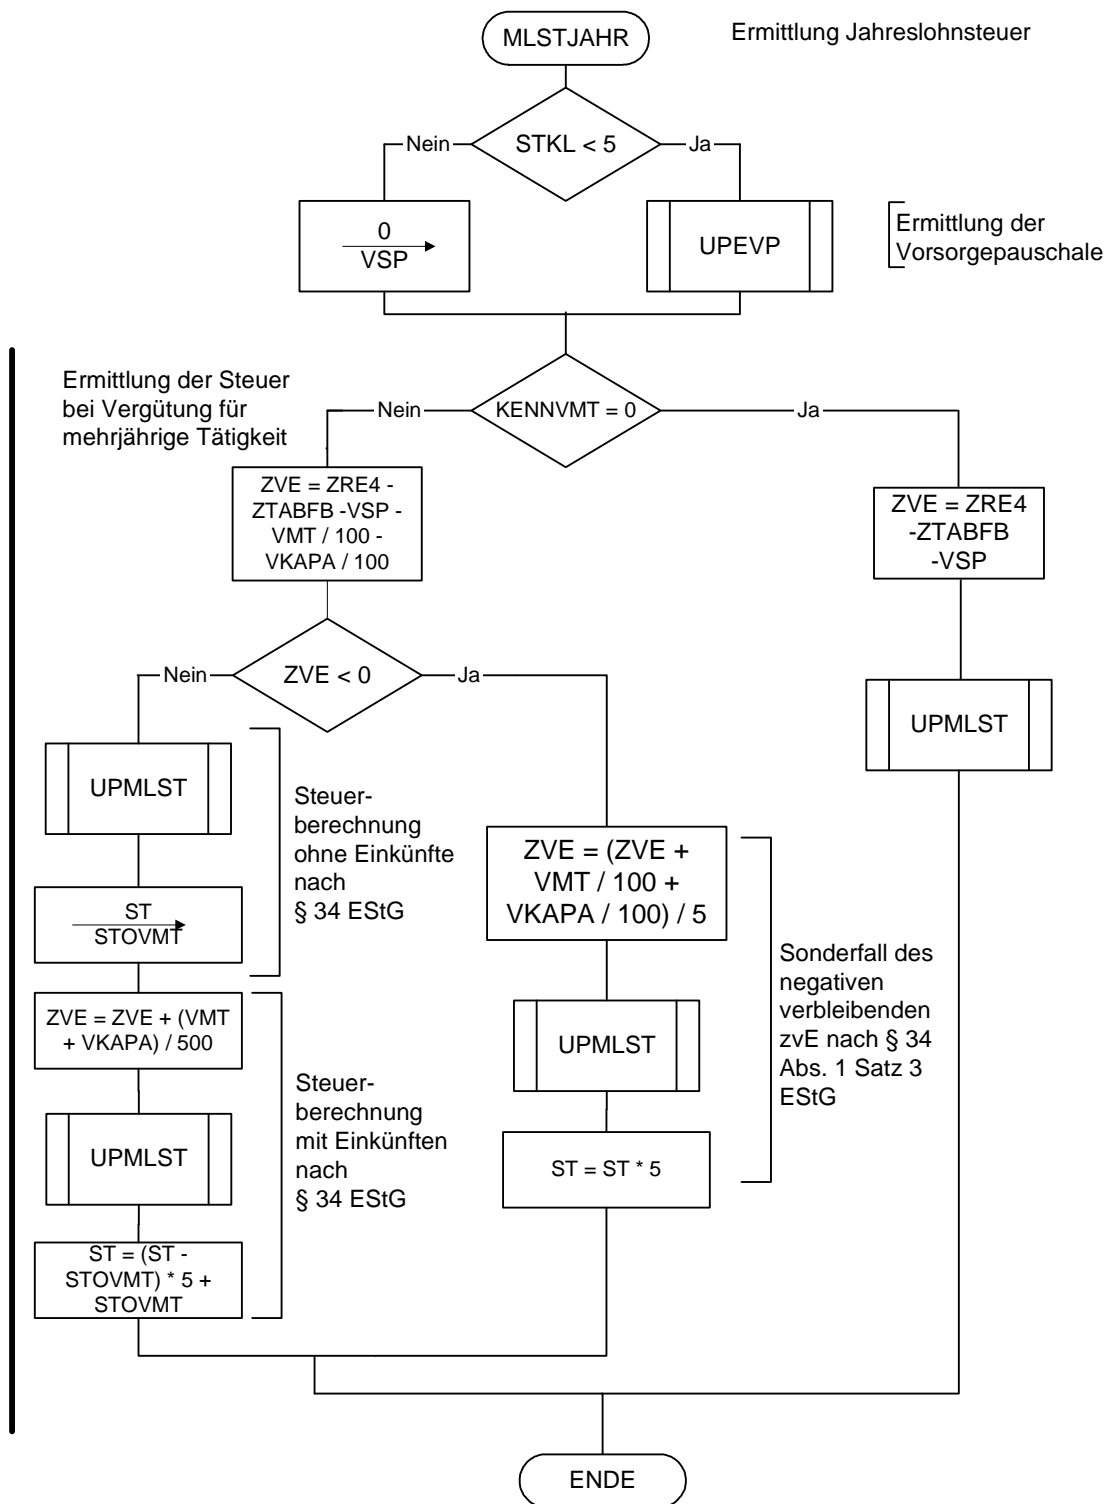 MLSTJAHR
Ermittlung Jahreslohnsteuer
STKL < 5
Nein
Ja
0
VSP
UPEVP
Ermittlung der
Vorsorgepauschale
Ermittlung der Steuer
bei Vergütung für
mehrjährige Tätigkeit
KENNVMT = 0
Nein
Ja
ZVE = ZRE4 -
ZTABFB -VSP -
VMT / 100 -
VKAPA / 100
ZVE = ZRE4
-ZTABFB
-VSP
ZVE < 0
Nein
Ja
UPMLST
UPMLST
Steuer-
berechnung
ohne Einkünfte
nach
§ 34 EStG
ZVE = (ZVE +
VMT / 100 +
VKAPA / 100) / 5
ST
STOVMT
Sonderfall des
negativen
verbleibenden
zvE nach § 34
Abs. 1 Satz 3
EStG
ZVE = ZVE + (VMT
+ VKAPA) / 500
UPMLST
Steuer-
berechnung
mit Einkünften
nach
§ 34 EStG
UPMLST
ST = ST * 5
ST = (ST -
STOVMT) * 5 +
STOVMT
ENDE